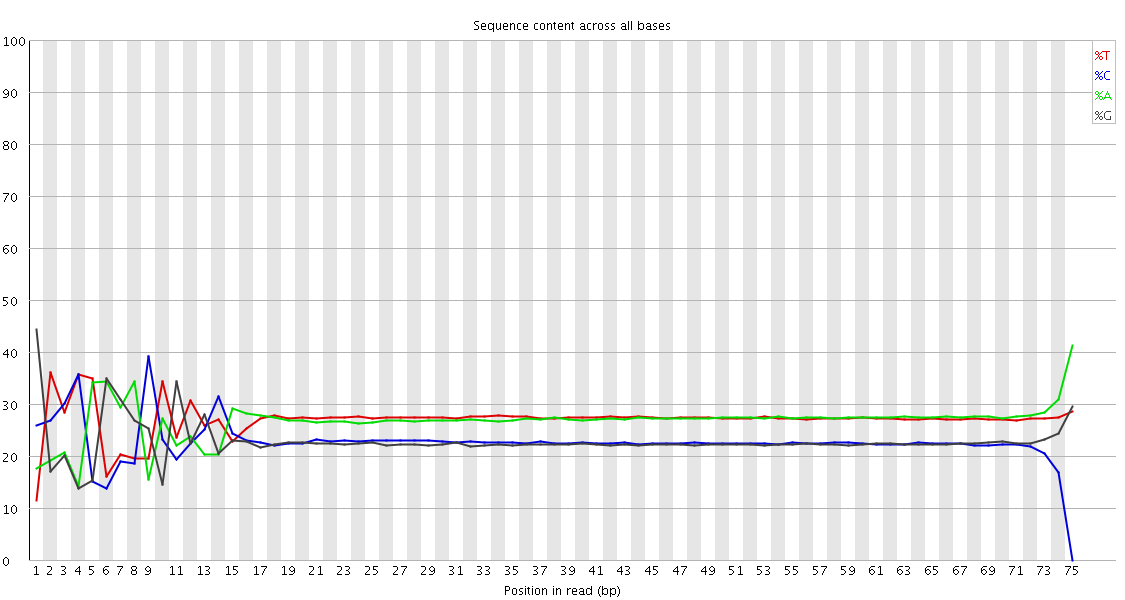 Sequence content across all bases
100
90
80
70
60
50
40
30
20
10
0
%T
%C
%A
%G
1 2 3 4 5 6 7 8 9 11 13 15 17 19 21 23 25 27 29 31 33 35 37 39 41 43 45 47 49 51 53 55 57 59 61 63 65 67 69 71 73 75
Position in read (bp)